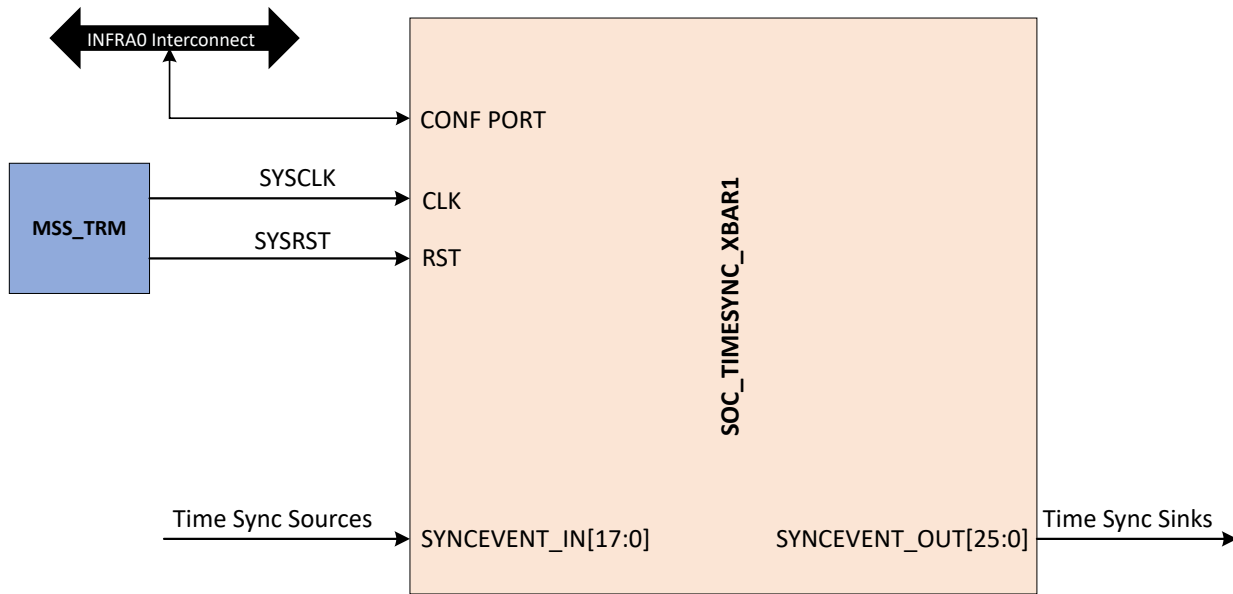 INFRA0 Interconnect
CONF PORT
SYSCLK
CLK
MSS_TRM
SYSRST
RST
SOC_TIMESYNC_XBAR1
Time Sync Sources
SYNCEVENT_IN[17:0]
SYNCEVENT_OUT[25:0]
Time Sync Sinks